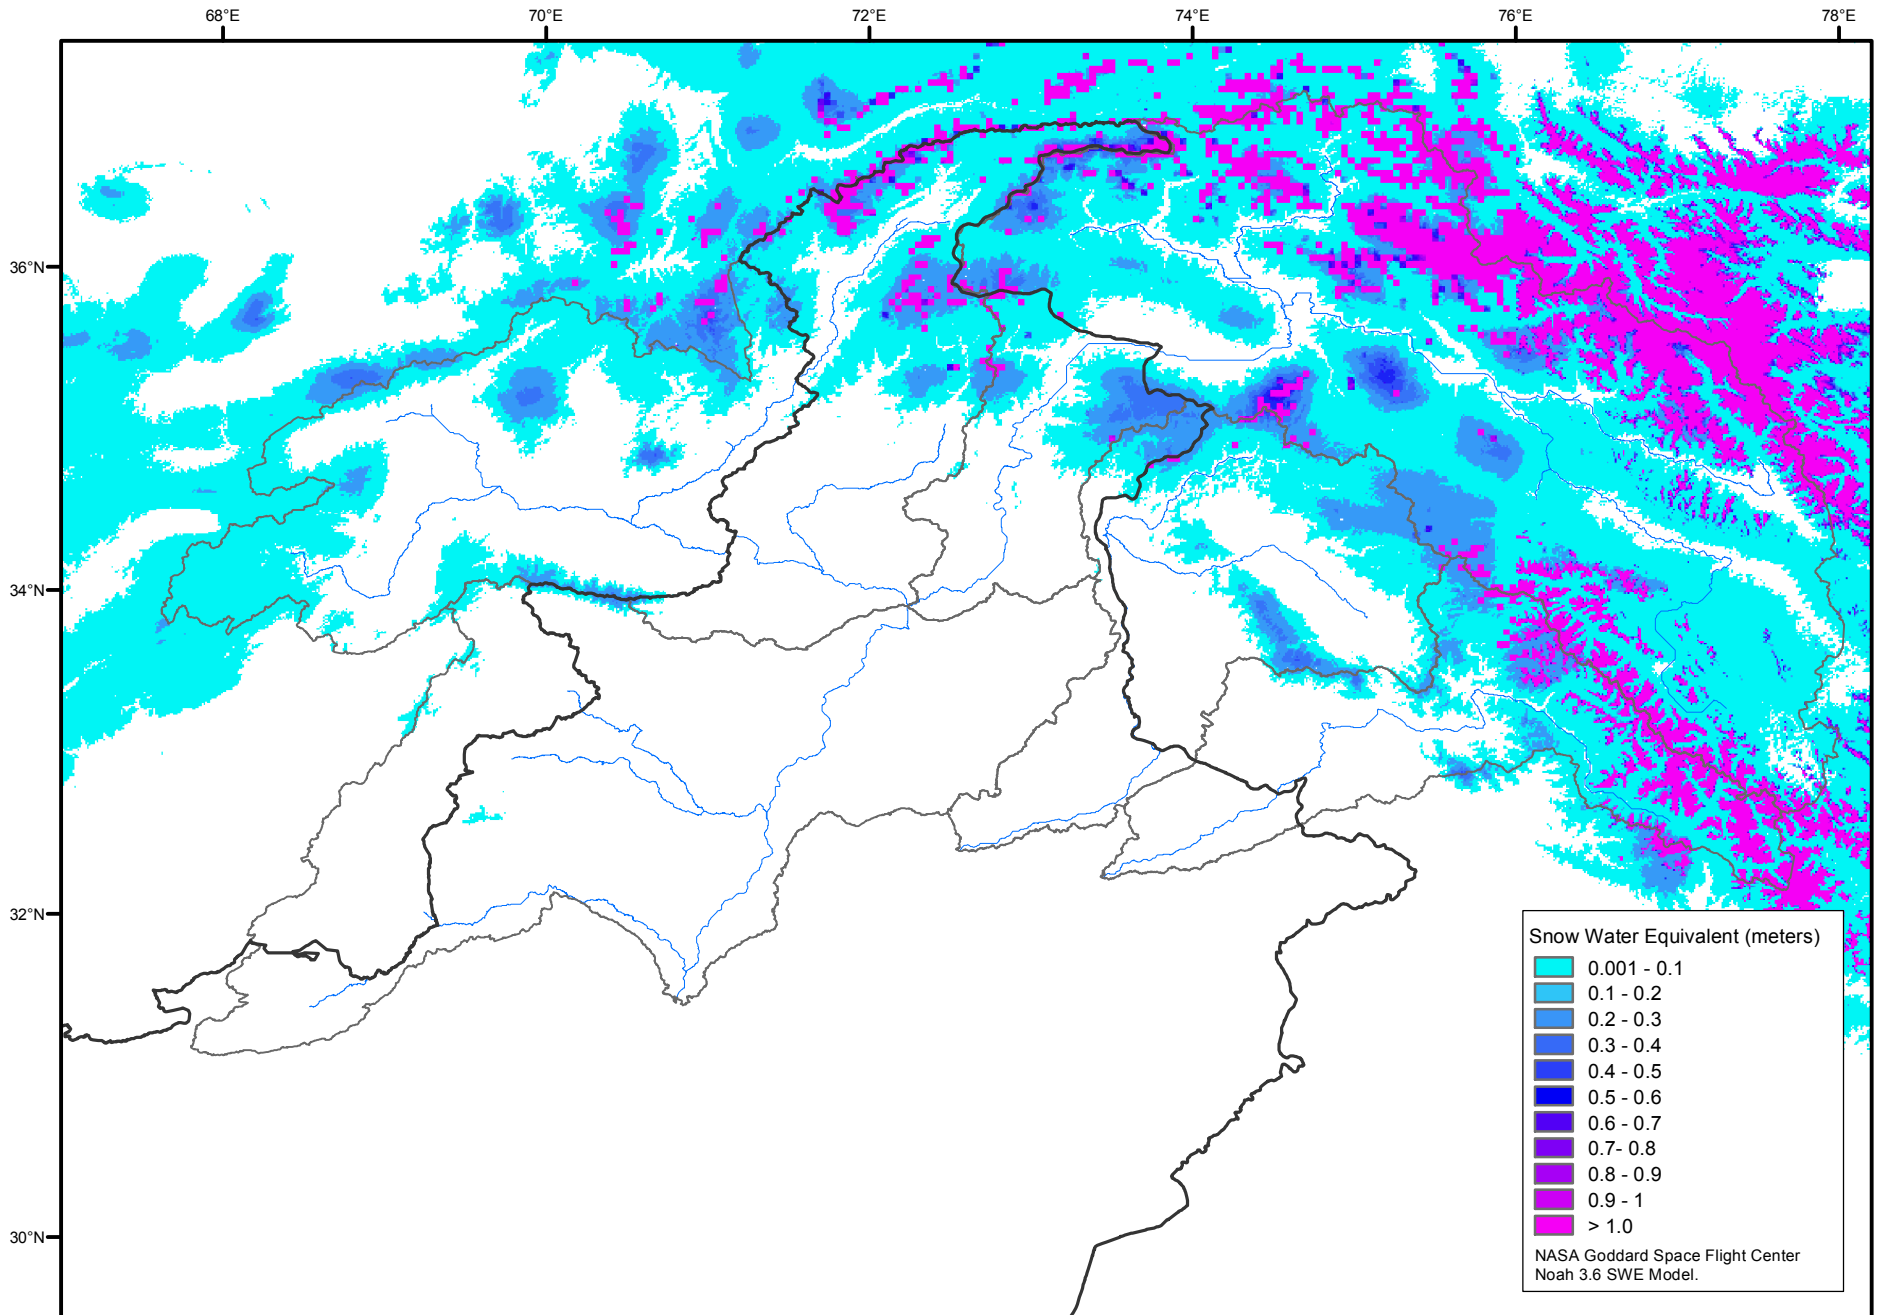 68°E 70°E 72°E 74°E 76°E 78°E
36°N
34°N
32°N
30°N
Snow Water Equivalent (meters)
0.001 - 0.1
0.1 - 0.2
0.2 - 0.3
0.3 - 0.4
0.4 - 0.5
0.5 - 0.6
0.6 - 0.7
0.7- 0.8
0.8 - 0.9
0.9 - 1
> 1.0
NASA Goddard Space Flight Center
Noah 3.6 SWE Model.